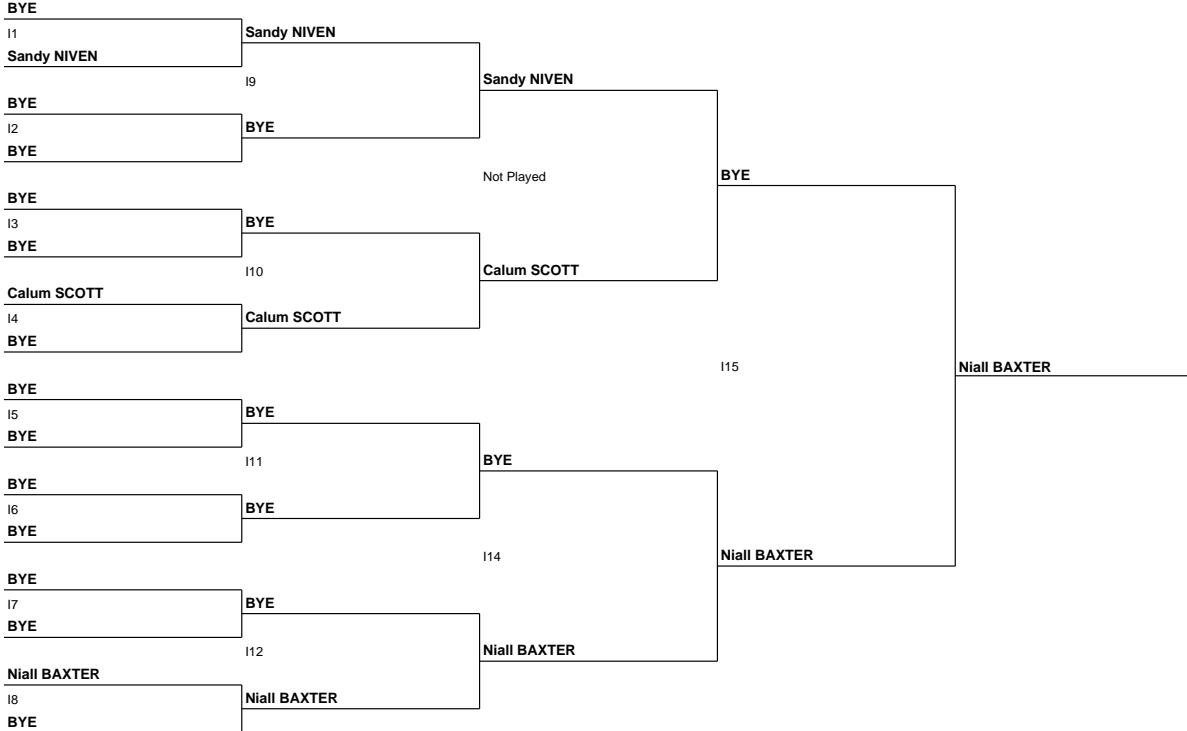 BYE
I1
Sandy NIVEN
Sandy NIVEN
I9
Sandy NIVEN
BYE
I2
BYE
BYE
Not Played
BYE
BYE
I3
BYE
BYE
I10
Calum SCOTT
Calum SCOTT
I4
Calum SCOTT
BYE
I15
Niall BAXTER
BYE
I5
BYE
BYE
I11
BYE
BYE
I6
BYE
BYE
I14
Niall BAXTER
BYE
I7
BYE
BYE
I12
Niall BAXTER
Niall BAXTER
I8
Niall BAXTER
BYE